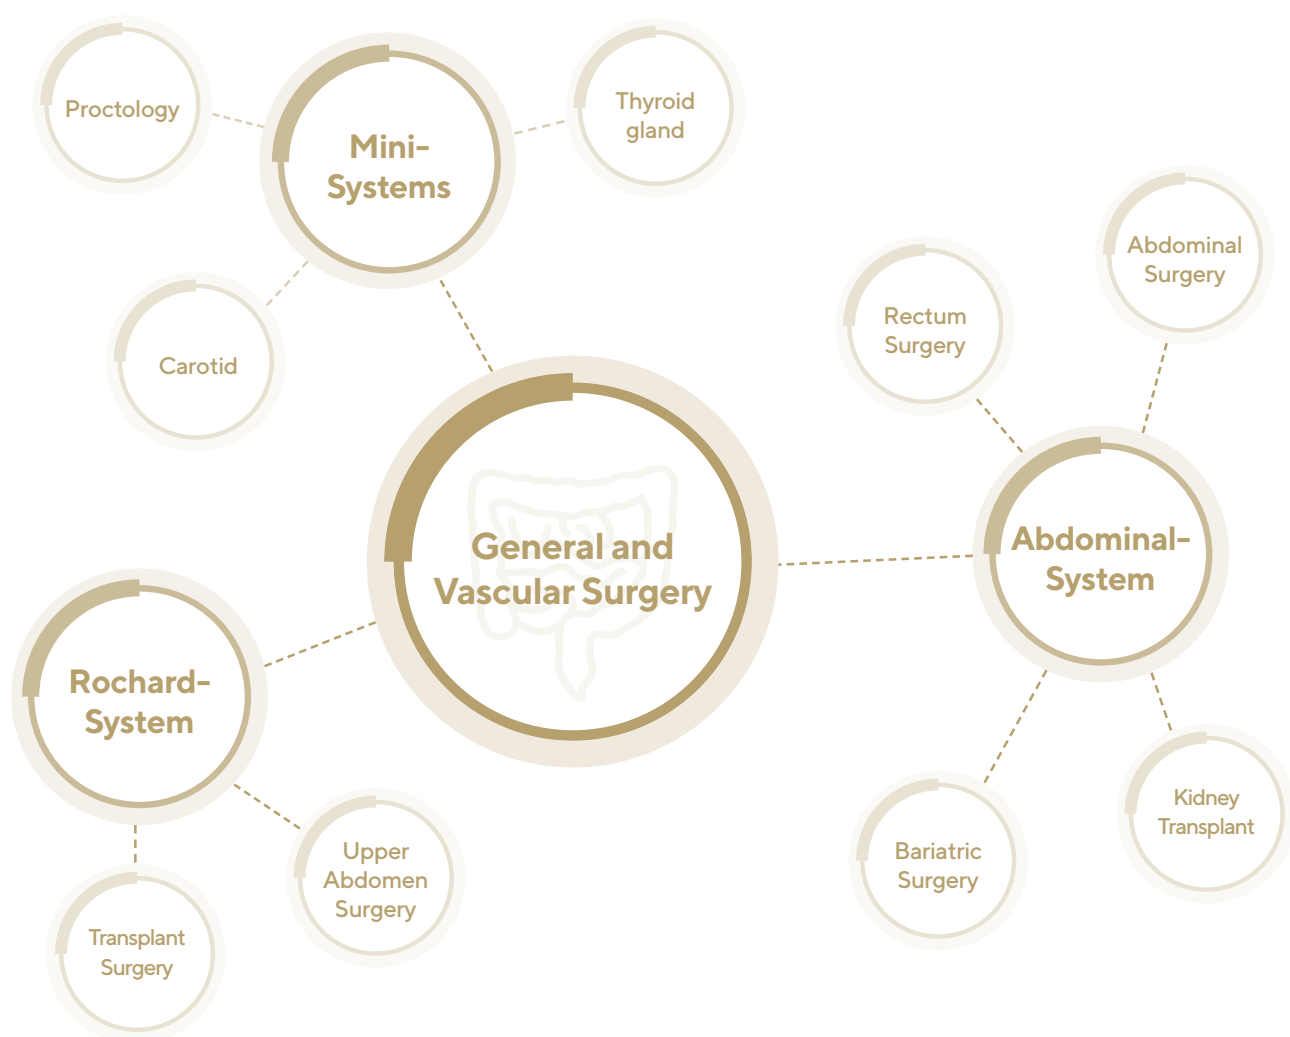 Proctology
Mini-
Systems
Thyroid
gland
Carotid
Rectum
Surgery
Abdominal
Surgery
General and
Vascular Surgery
Abdominal-
System
Rochard-
System
Upper
Abdomen
Surgery
Transplant
Surgery
Bariatric
Surgery
Kidney
Transplant